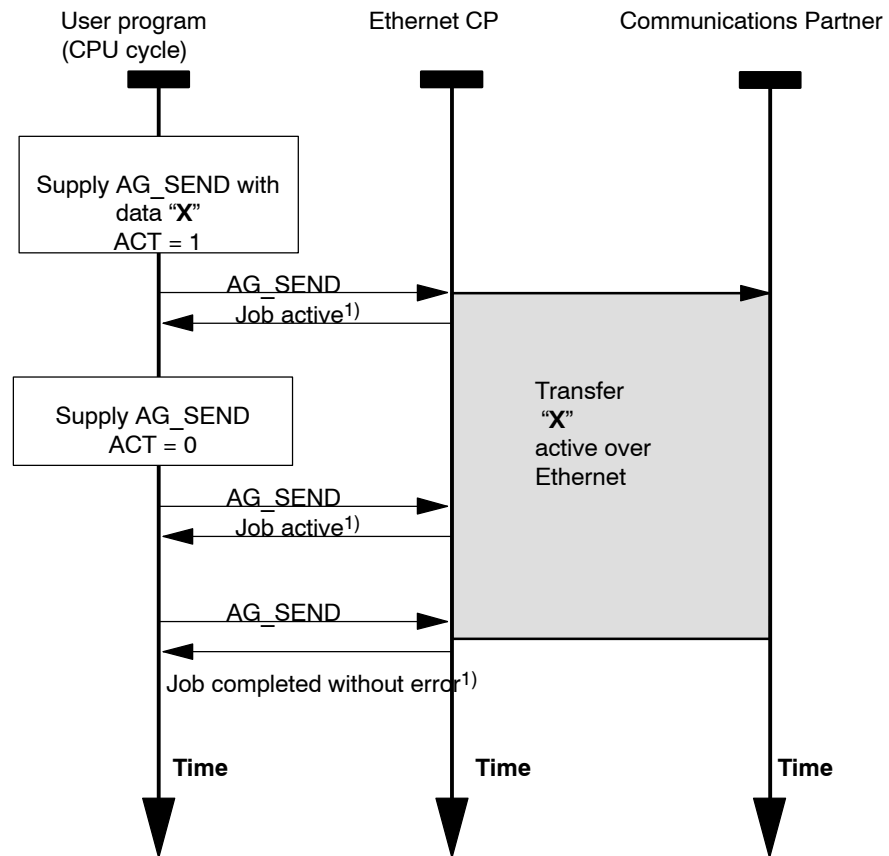 User program
(CPU cycle)
Ethernet CP
Communications Partner
Supply AG_SEND with
data “X”
ACT = 1
AG_SEND
Job active1)
Supply AG_SEND
ACT = 0
Transfer
“X”
active over
Ethernet
AG_SEND
Job active1)
AG_SEND
Job completed without error1)
Time
Time
Time